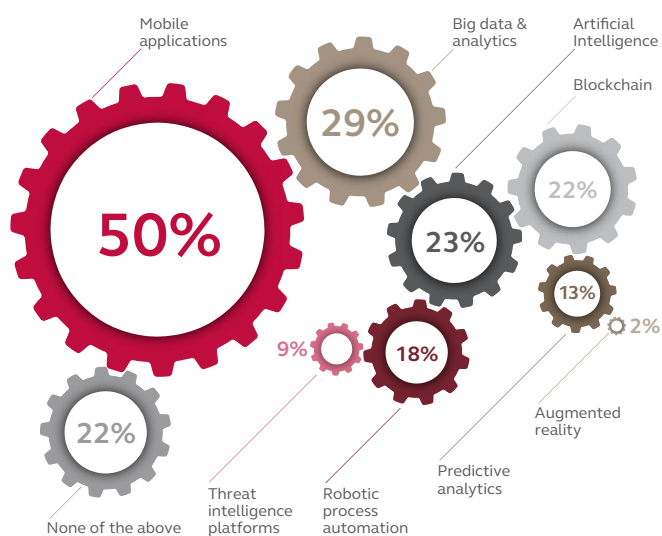 Mobile
applications
Big data &
analytics
Artificial
Intelligence
Blockchain
29%
22%
50%
23%
13%
2%
9%
18%
22%
Augmented
reality
Predictive
analytics
Threat
intelligence
platforms
Robotic
process
automation
None of the above